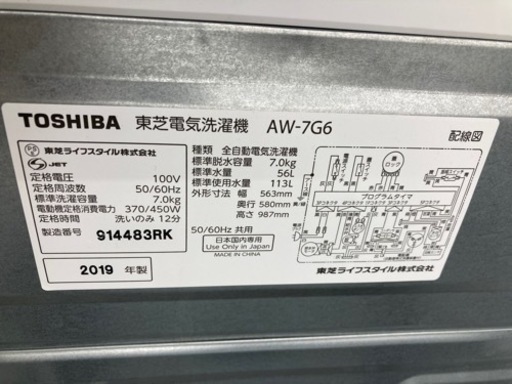 TOSHIBA 東芝電気洗濯機 AW-7G6
配線図
東芝ライフスタイル株式会社
JET
定格電圧 100V
定格周波数 50/60Hz
標準洗濯容量 7.0kg
電動機定格消費電力 370/450W
定格時間 洗いのみ 12分
製造番号 914483RK
2019 年製
種類 全自動電気洗濯機
標準脱水容量 7.0kg
標準水量 56L
標準使用水量 113L
外形寸法 幅 563mm
奥行 580mm
高さ 987mm
50/60Hz 共用
日本国内専用
Use Only in Japan
MADE IN CHINA
プログラムタイマ
東芝ライフスタイル株式会社